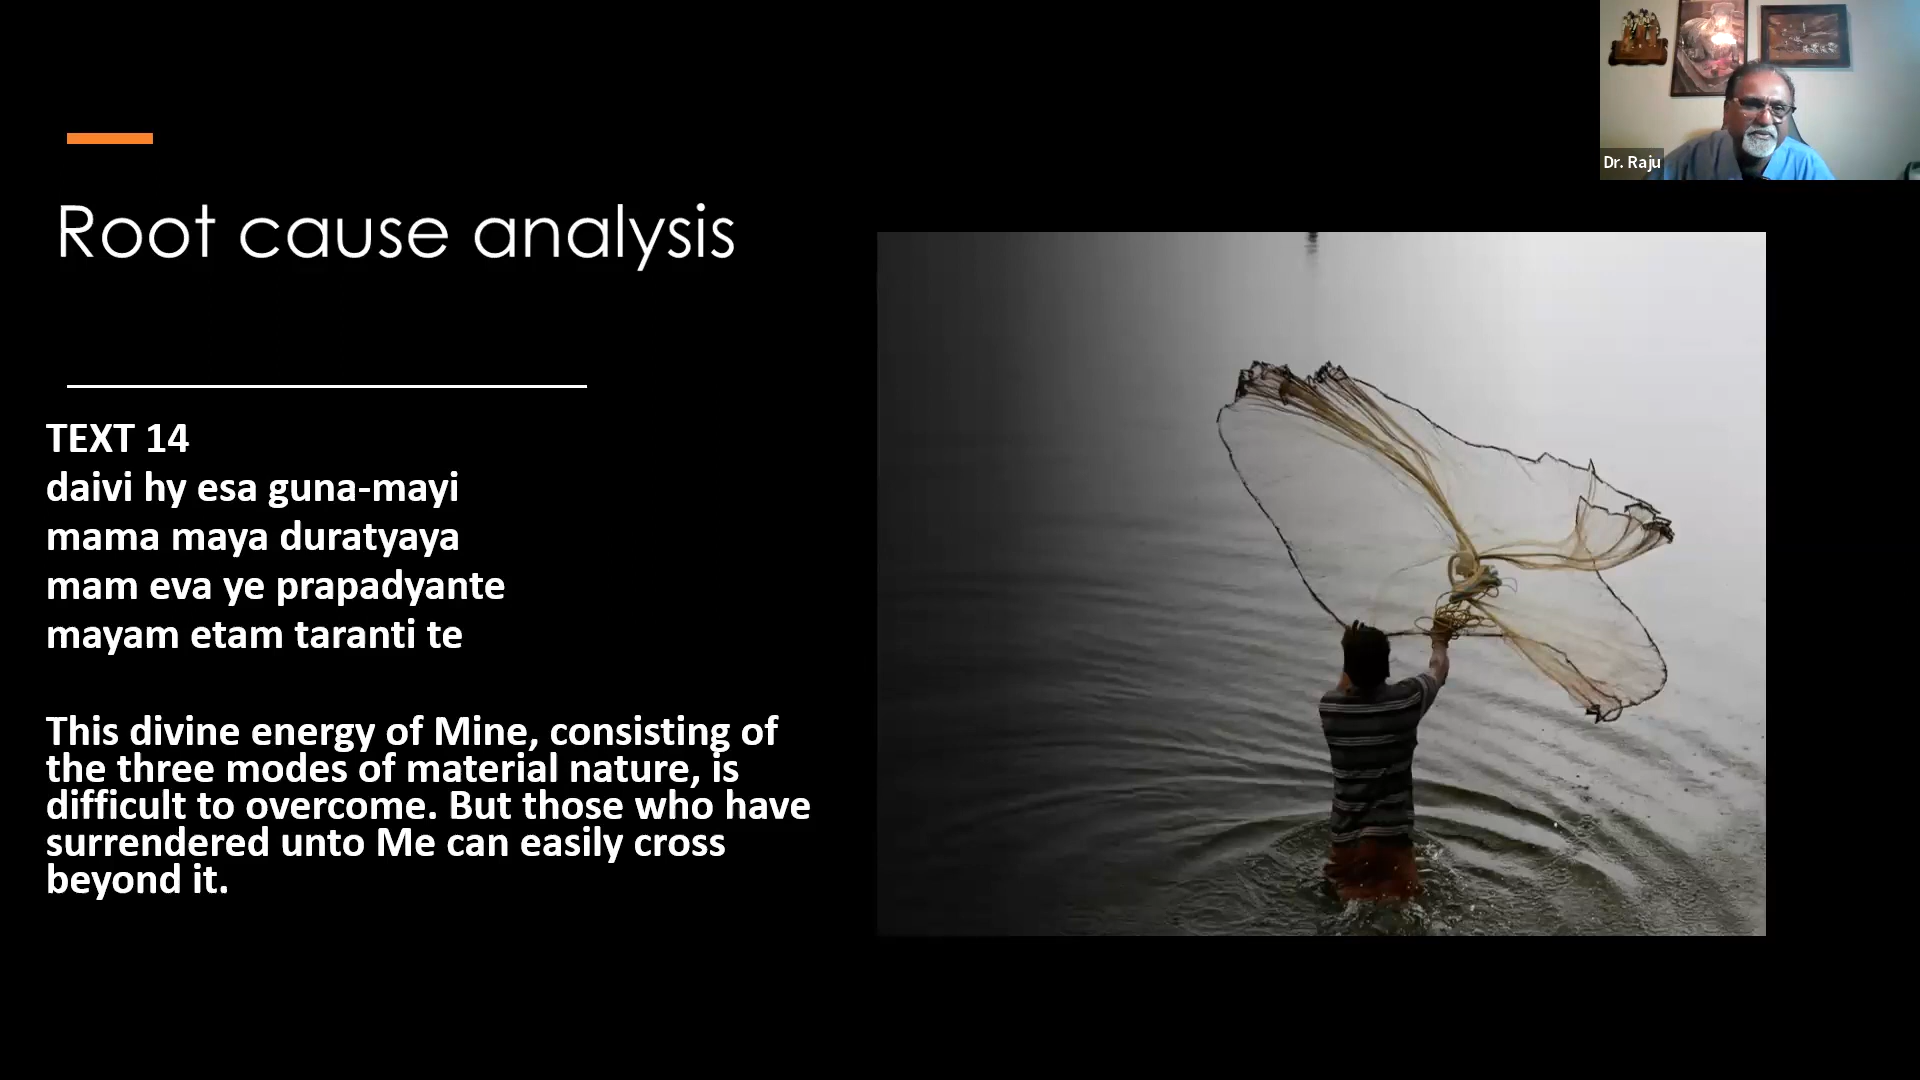 Root cause analysis
TEXT 14
daivi hy esa guna-mayi
mama maya duratyaya
mam eva ye prapadyante
mayam etam taranti te
This divine energy of Mine, consisting of
the three modes of material nature, is
difficult to overcome. But those who have
surrendered unto Me can easily cross
beyond it.
Dr. Raju